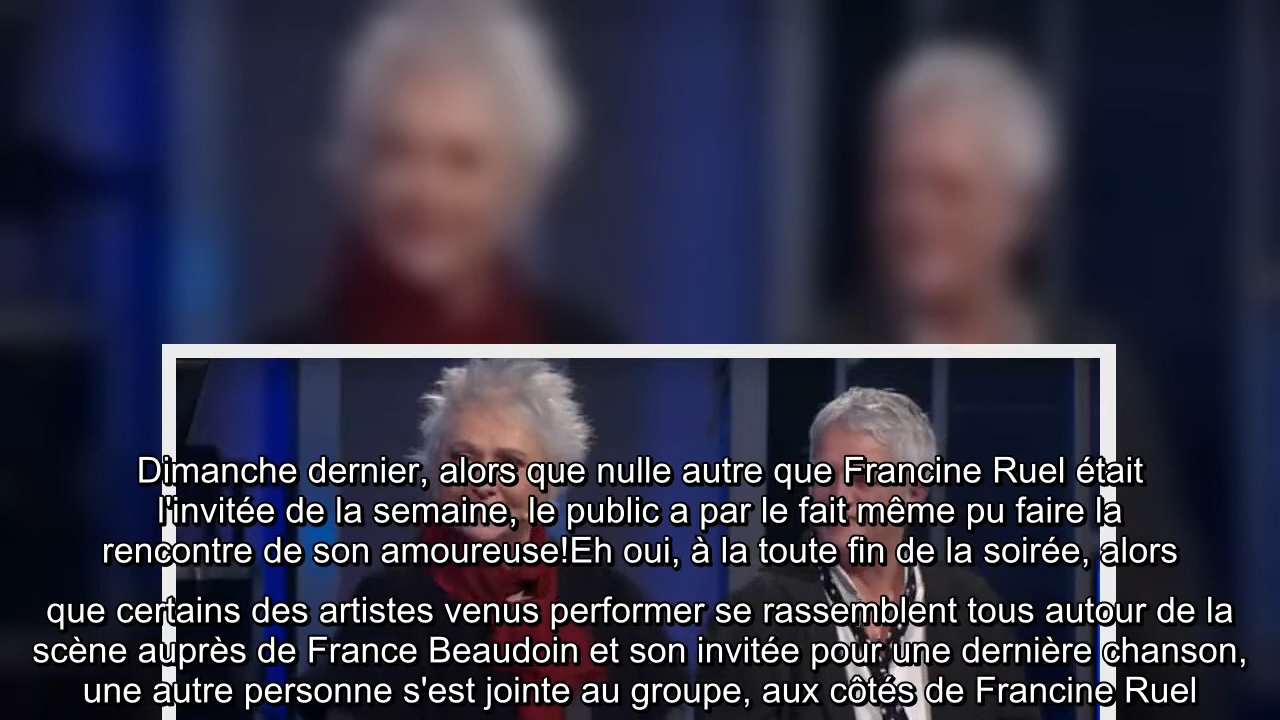 Dimanche dernier, alors que nulle autre que Francine Ruel était
l'invitée de la semaine, le public a par le fait même pu faire la
rencontre de son amoureuse!Eh oui, à la toute fin de la soirée, alors
que certains des artistes venus performer se rassemblent tous autour de la
scène auprès de France Beaudoin et son invitée pour une dernière chanson,
une autre personne s'est jointe au groupe, aux côtés de Francine Ruel